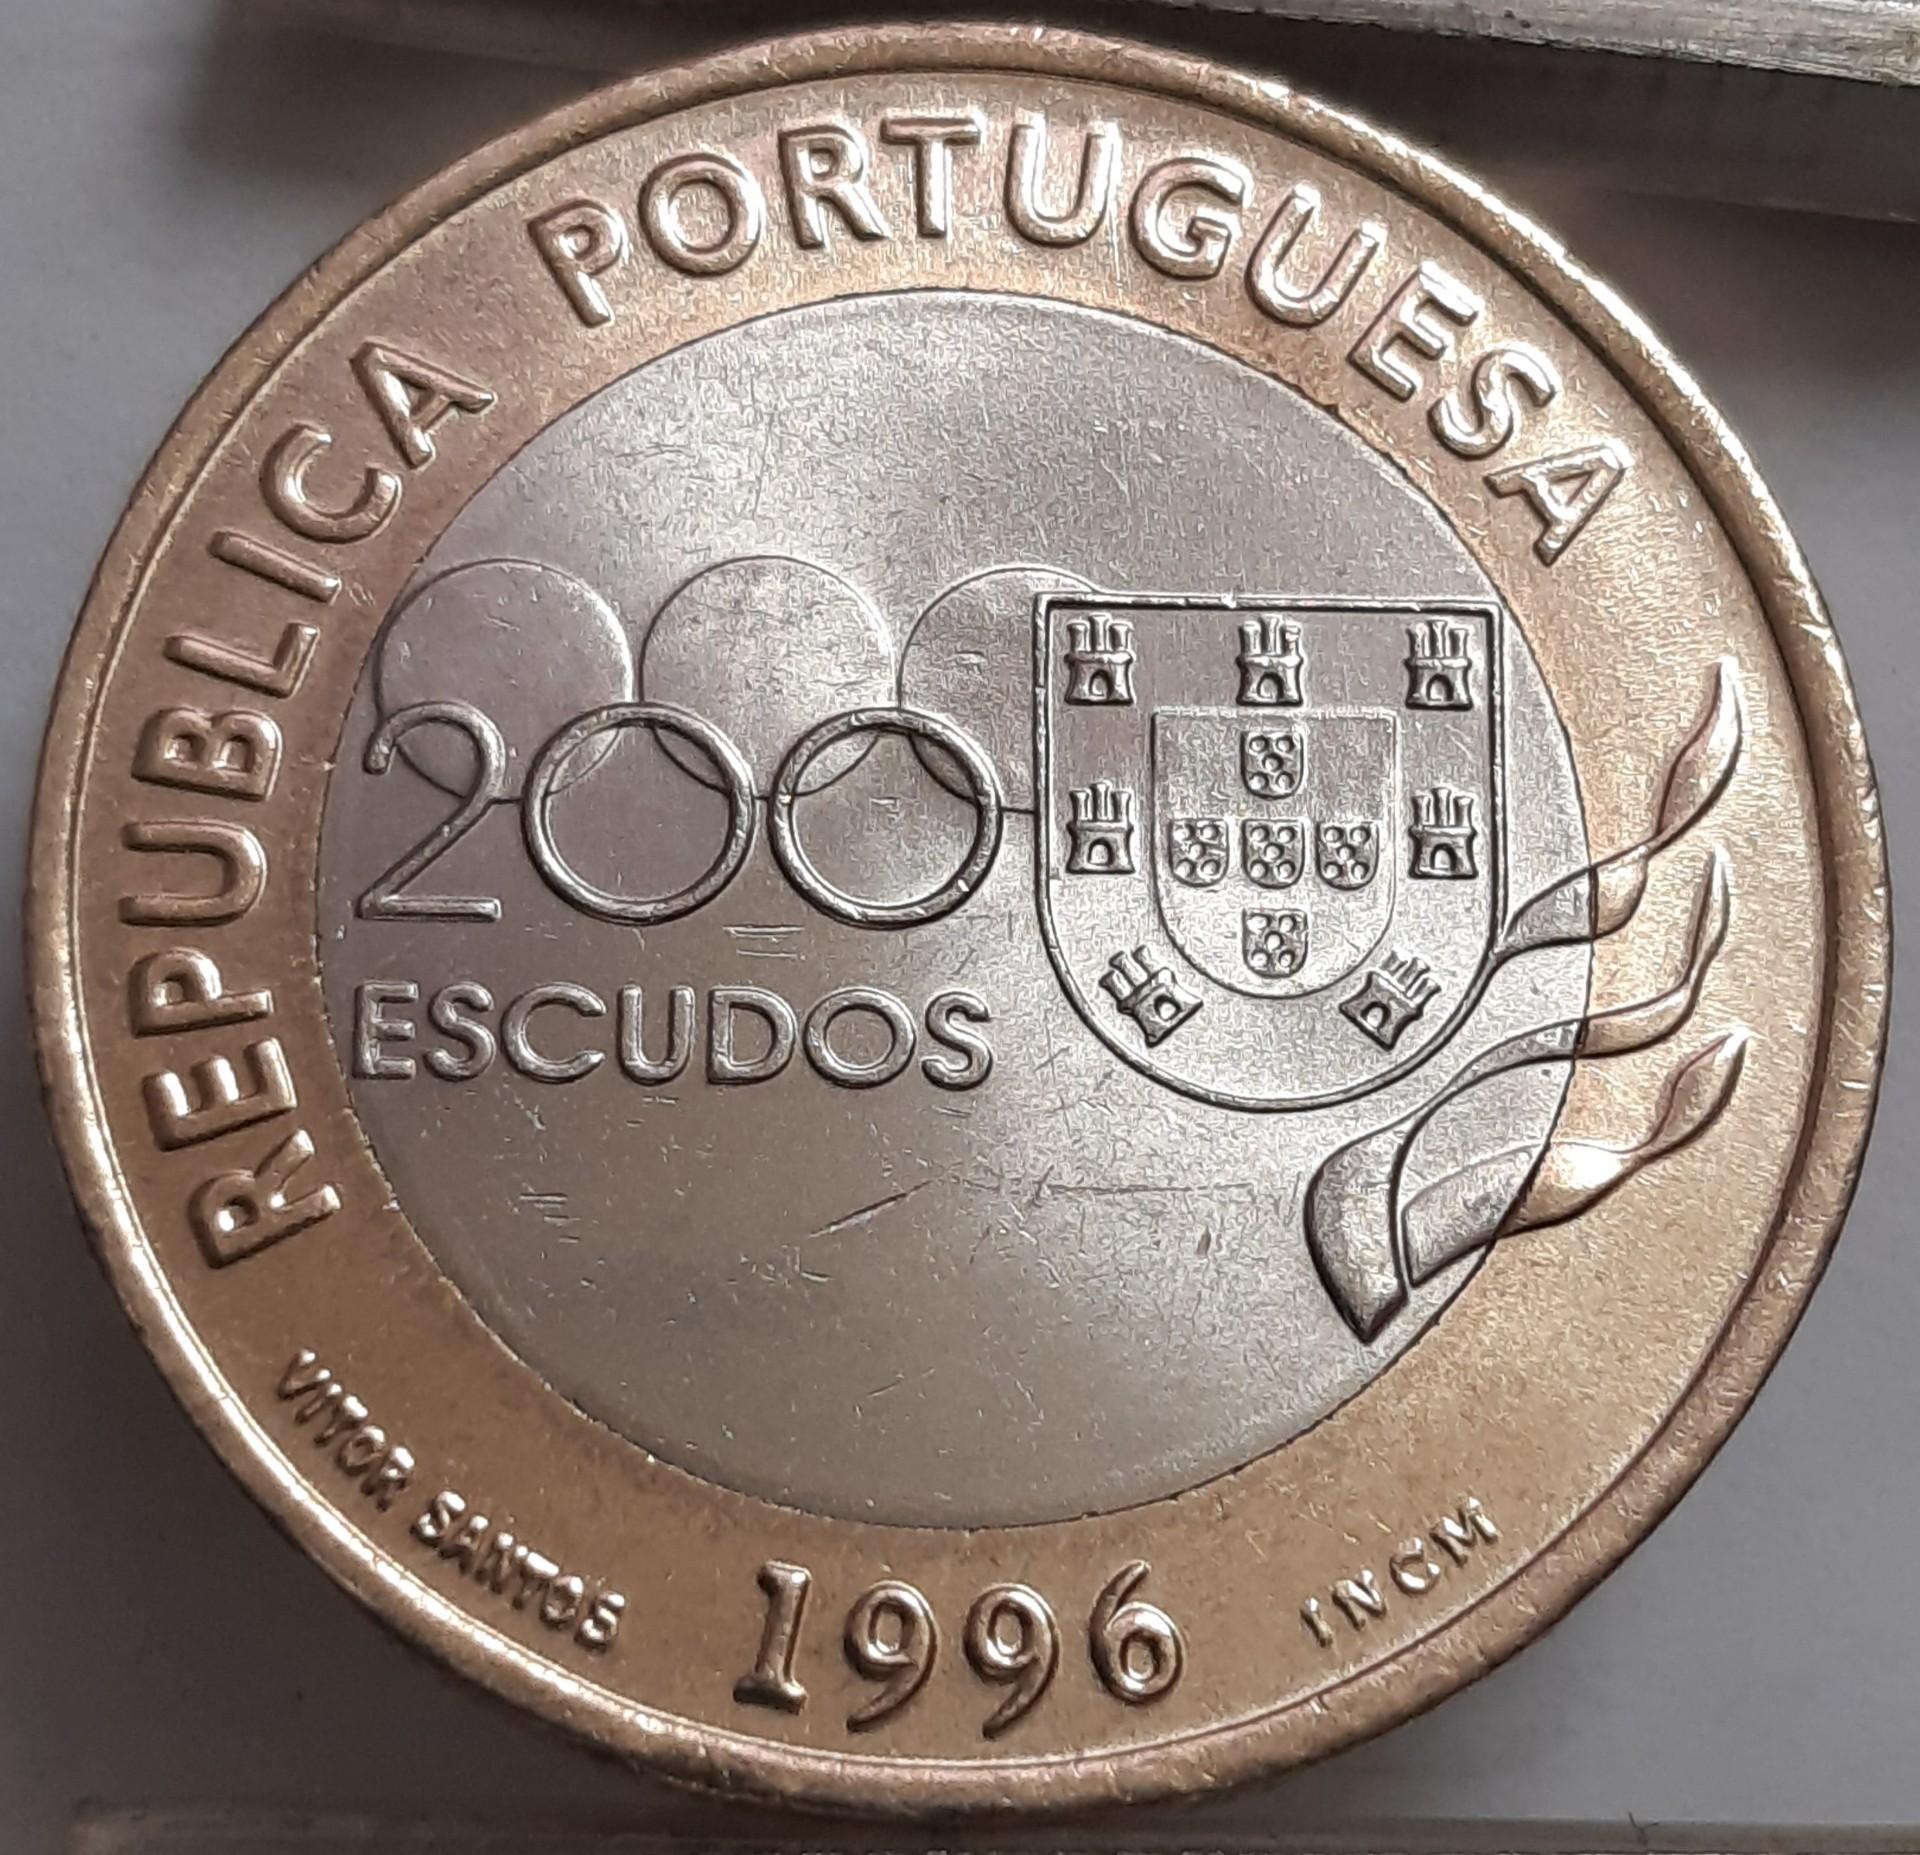 REPUBLICA PORTUGUESA
200
ESCUDOS
VITOR SANTOS
1996
INCM